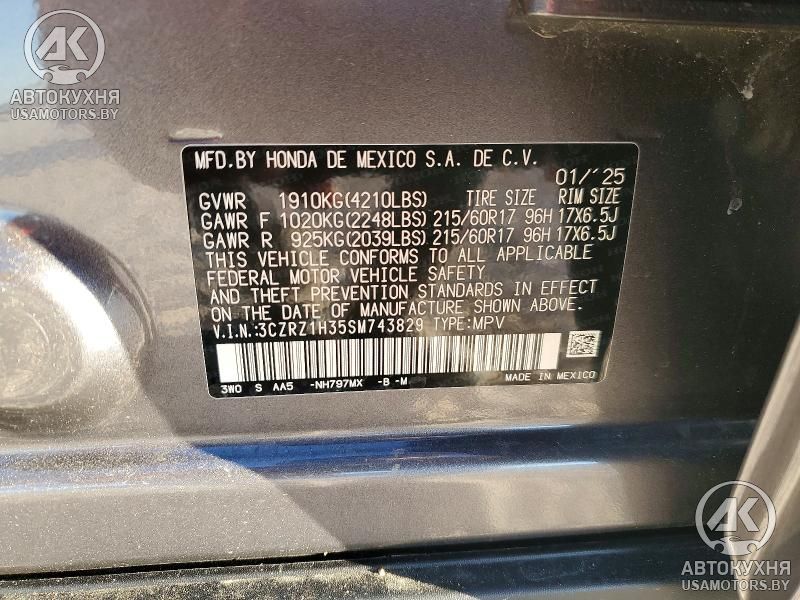 AK
АВТОКУХНЯ
USAMOTORS.BY
MFD.BY HONDA DE MEXICO S.A. DE C.V.
01/'25
GVWR 1910KG(4210LBS) TIRE SIZE RIM SIZE
GAWR F 1020KG(2248LBS) 215/60R17 96H 17X6.5J
GAWR R 925KG(2039LBS) 215/60R17 96H 17X6.5J
THIS VEHICLE CONFORMS TO ALL APPLICABLE
FEDERAL MOTOR VEHICLE SAFETY
AND THEFT PREVENTION STANDARDS IN EFFECT
ON THE DATE OF MANUFACTURE SHOWN ABOVE.
V.I.N.:3CZRZ1H35SM743829 TYPE:MPV
3W0 S AA5 -NH797MX -B -M MADE IN MEXICO
AK
АВТОКУХНЯ
USAMOTORS.BY